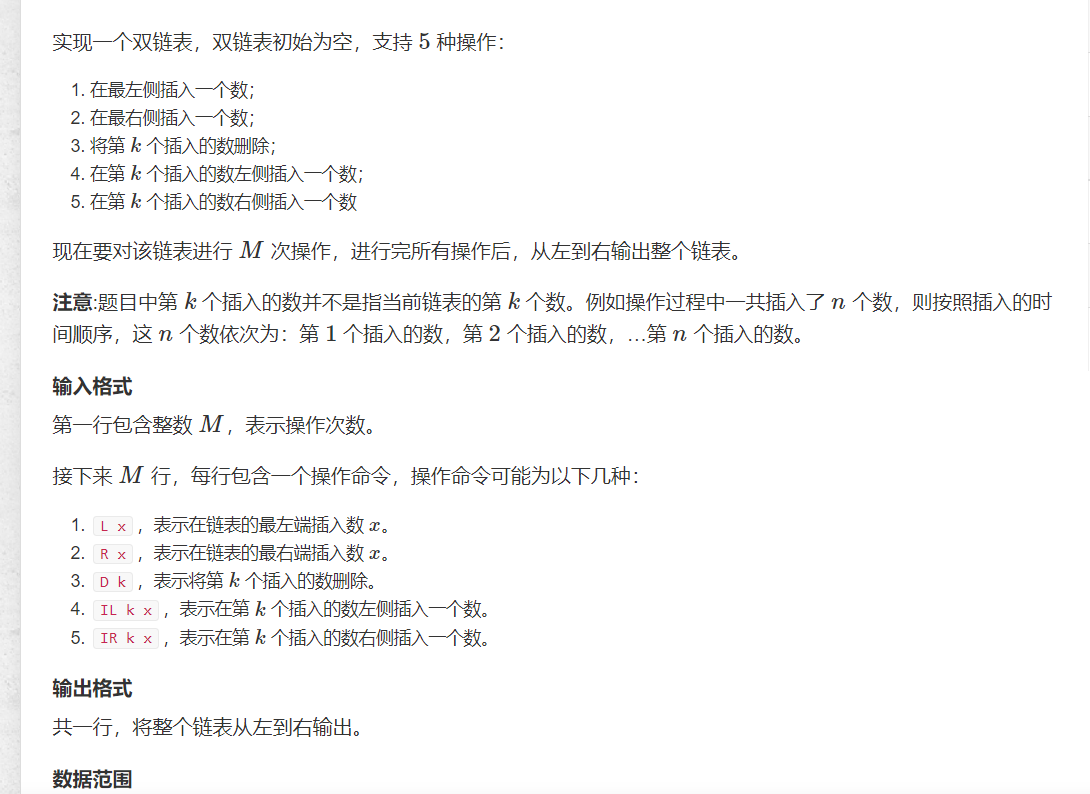 实现一个双链表，双链表初始为空，支持 5 种操作：
1. 在最左侧插入一个数；
2. 在最右侧插入一个数；
3. 将第 k 个插入的数删除；
4. 在第 k 个插入的数左侧插入一个数；
5. 在第 k 个插入的数右侧插入一个数
现在要对该链表进行 M 次操作，进行完所有操作后，从左到右输出整个链表。
注意:题目中第 k 个插入的数并不是指当前链表的第 k 个数。例如操作过程中一共插入了 n 个数，则按照插入的时
间顺序，这 n 个数依次为：第 1 个插入的数，第 2 个插入的数，…第 n 个插入的数。
输入格式
第一行包含整数 M，表示操作次数。
接下来 M 行，每行包含一个操作命令，操作命令可能为以下几种：
1. L x，表示在链表的最左端插入数 x。
2. R x，表示在链表的最右端插入数 x。
3. D k，表示将第 k 个插入的数删除。
4. IL k x，表示在第 k 个插入的数左侧插入一个数。
5. IR k x，表示在第 k 个插入的数右侧插入一个数。
输出格式
共一行，将整个链表从左到右输出。
数据范围